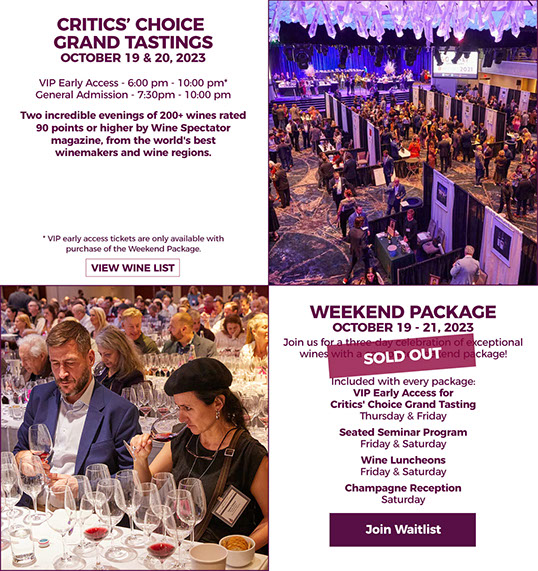 CRITICS' CHOICE
GRAND TASTINGS
OCTOBER 19 & 20, 2023
VIP Early Access - 6:00 pm - 10:00 pm*
General Admission - 7:30pm - 10:00 pm
Two incredible evenings of 200+ wines rated
90 points or higher by Wine Spectator
magazine, from the world's best
winemakers and wine regions.
* VIP early access tickets are only available with
purchase of the Weekend Package.
VIEW WINE LIST
2021
WEEKEND PACKAGE
OCTOBER 19 - 21, 2023
Join us for a three-day celebration of exceptional
wines with a end package!
SOLD OUT
Included with every package:
VIP Early Access for
Critics' Choice Grand Tasting
Thursday & Friday
Seated Seminar Program
Friday & Saturday
Wine Luncheons
Friday & Saturday
Champagne Reception
Saturday
Join Waitlist